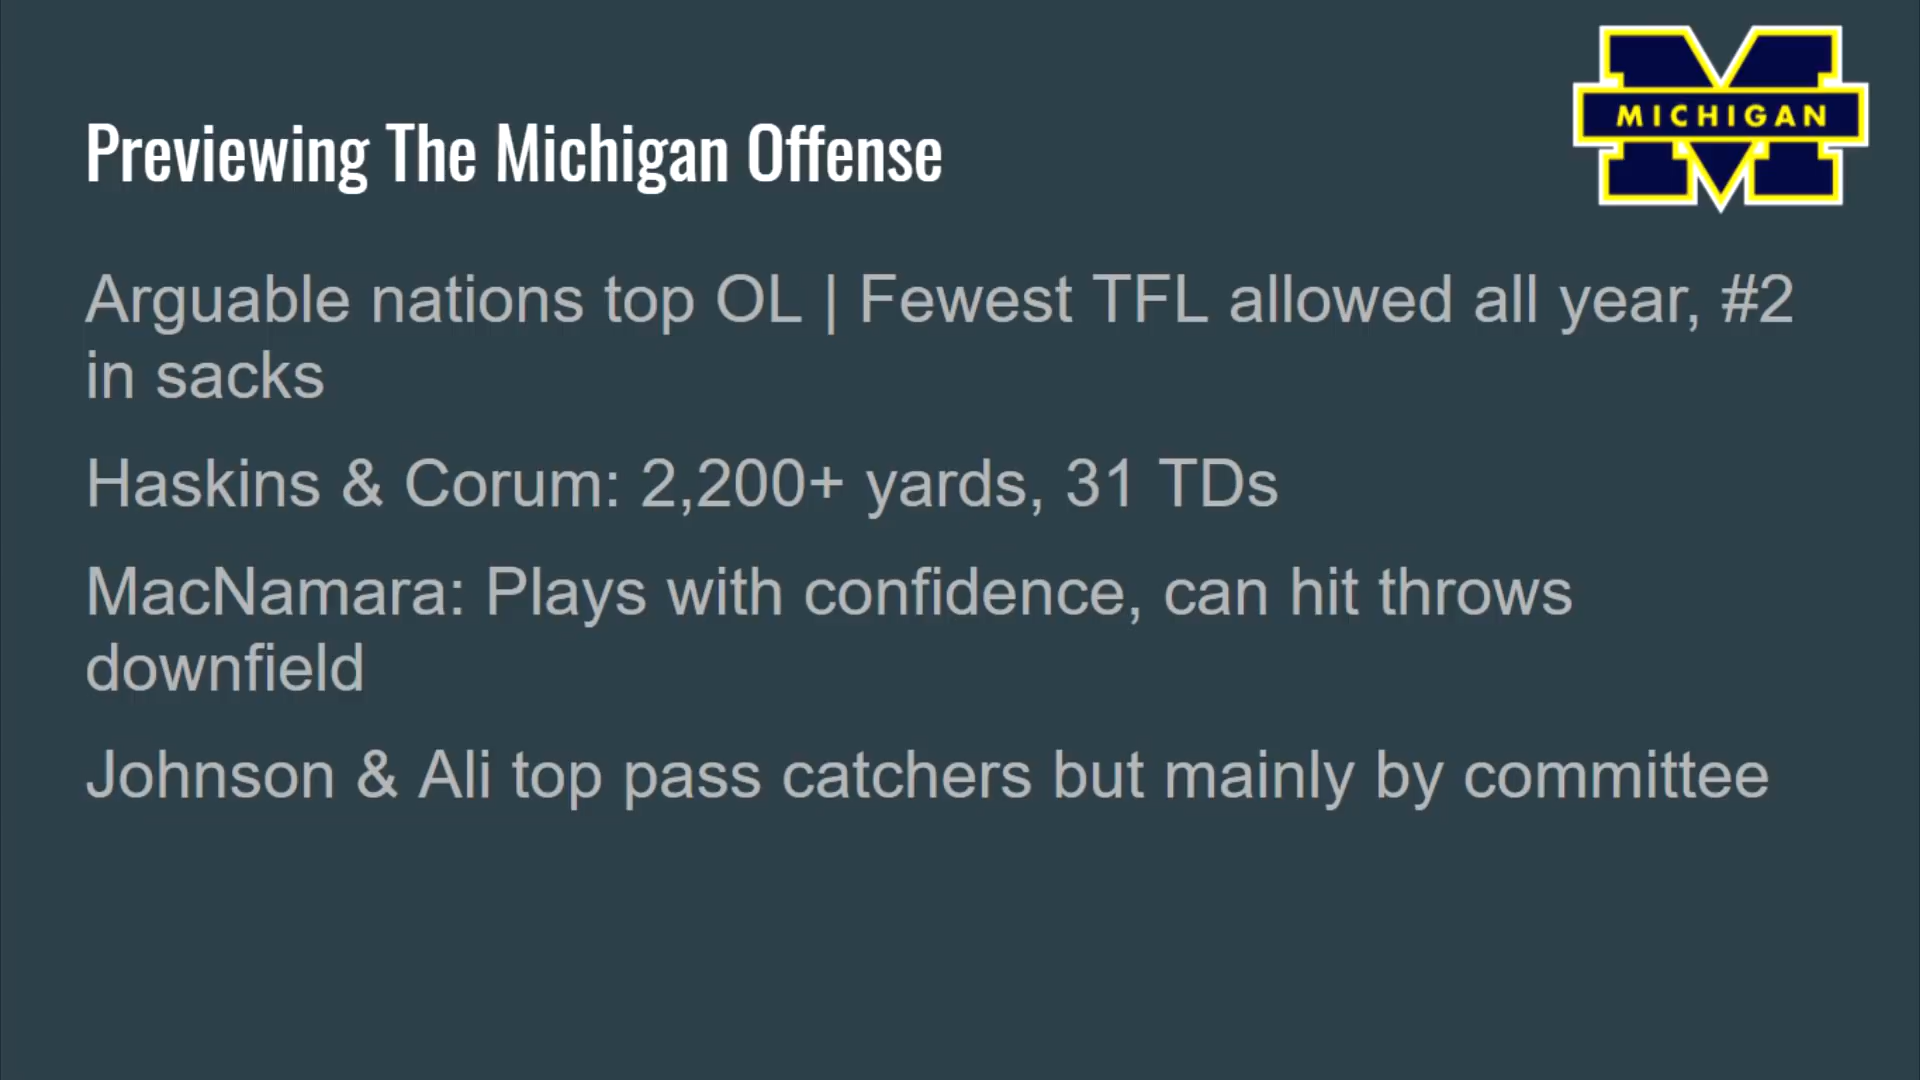 MICHIGAN
Previewing The Michigan Offense
Arguable nations top OL | Fewest TFL allowed all year, #2
in sacks
Haskins & Corum: 2,200+ yards, 31 TDs
MacNamara: Plays with confidence, can hit throws
downfield
Johnson & Ali top pass catchers but mainly by committee